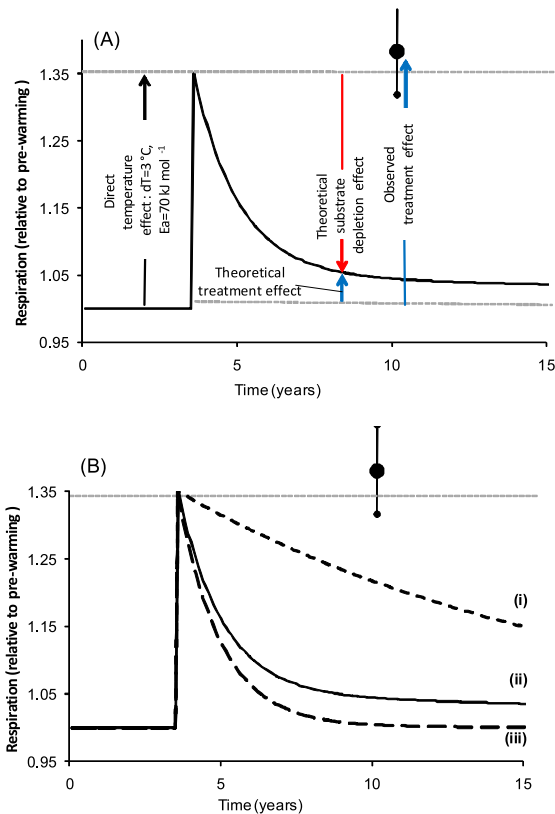 (A)
Respiration (relative to pre-warming)
1.35
1.25
1.15
1.05
0.95
Direct
temperature
effect : dT=3 °C,
Ea=70 kJ mol -1
Theoretical
substrate
depletion effect
Observed
treatment effect
Theoretical
treatment effect
0
5
10
15
Time (years)
(B)
Respiration (relative to pre-warming )
1.35
1.25
1.15
1.05
0.95
(i)
(ii)
(iii)
0
5
10
15
Time (years)